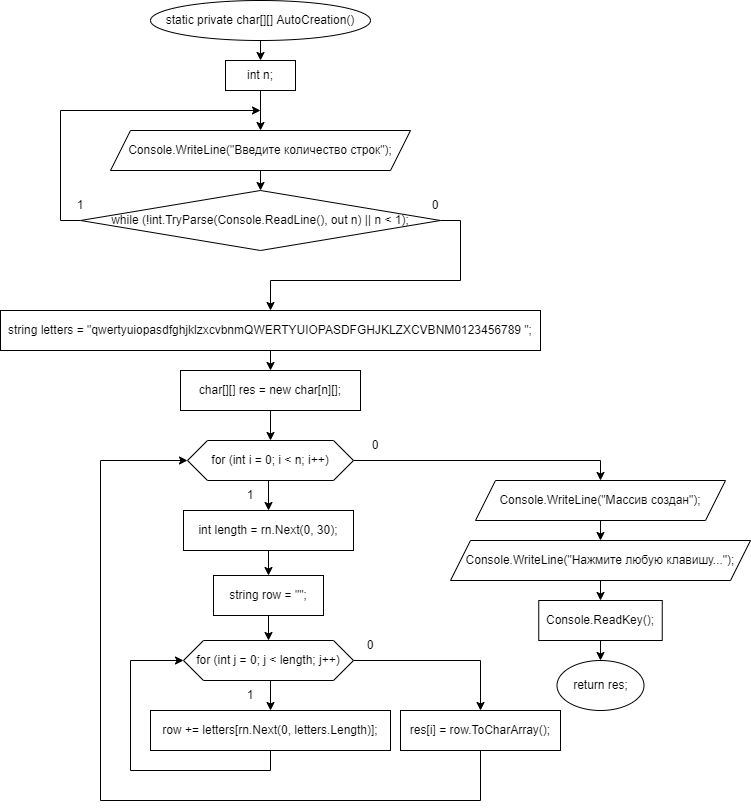 static private char[][] AutoCreation()
int n;
Console.WriteLine("Введите количество строк");
1
0
while (!int.TryParse(Console.ReadLine(), out n) || n < 1);
string letters = "qwertyuiopasdfghjklzxcvbnmQWERTYUIOPASDFGHJKLZXCVBNM0123456789 ";
char[][] res = new char[n][];
for (int i = 0; i < n; i++)
0
1
Console.WriteLine("Массив создан");
int length = rn.Next(0, 30);
Console.WriteLine("Нажмите любую клавишу...");
string row = "";
Console.ReadKey();
for (int j = 0; j < length; j++)
0
return res;
1
row += letters[rn.Next(0, letters.Length)];
res[i] = row.ToCharArray();